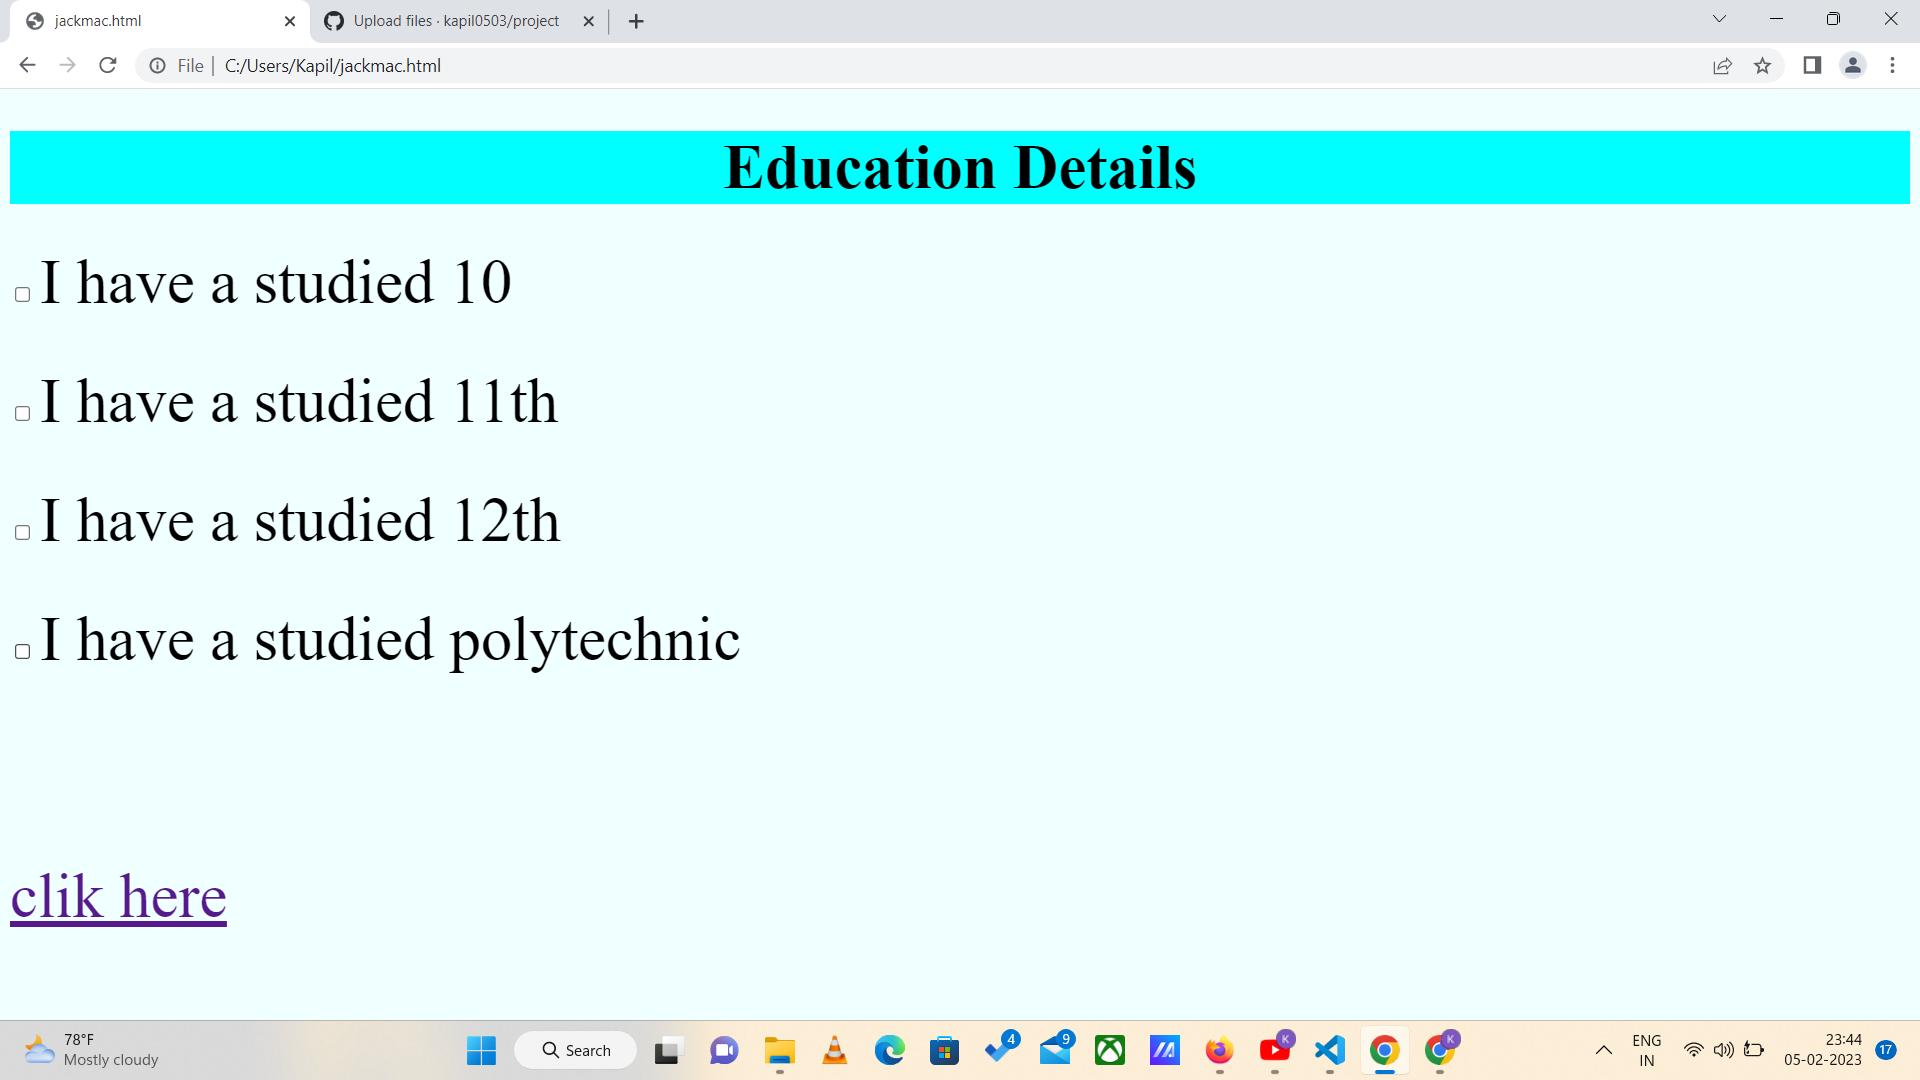 jackmac.html
Upload files · kapil0503/project
File | C:/Users/Kapil/jackmac.html
Education Details
I have a studied 10
I have a studied 11th
I have a studied 12th
I have a studied polytechnic
clik here
78°F
Mostly cloudy
Search
4
9
K
K
ENG
IN
23:44
05-02-2023
17